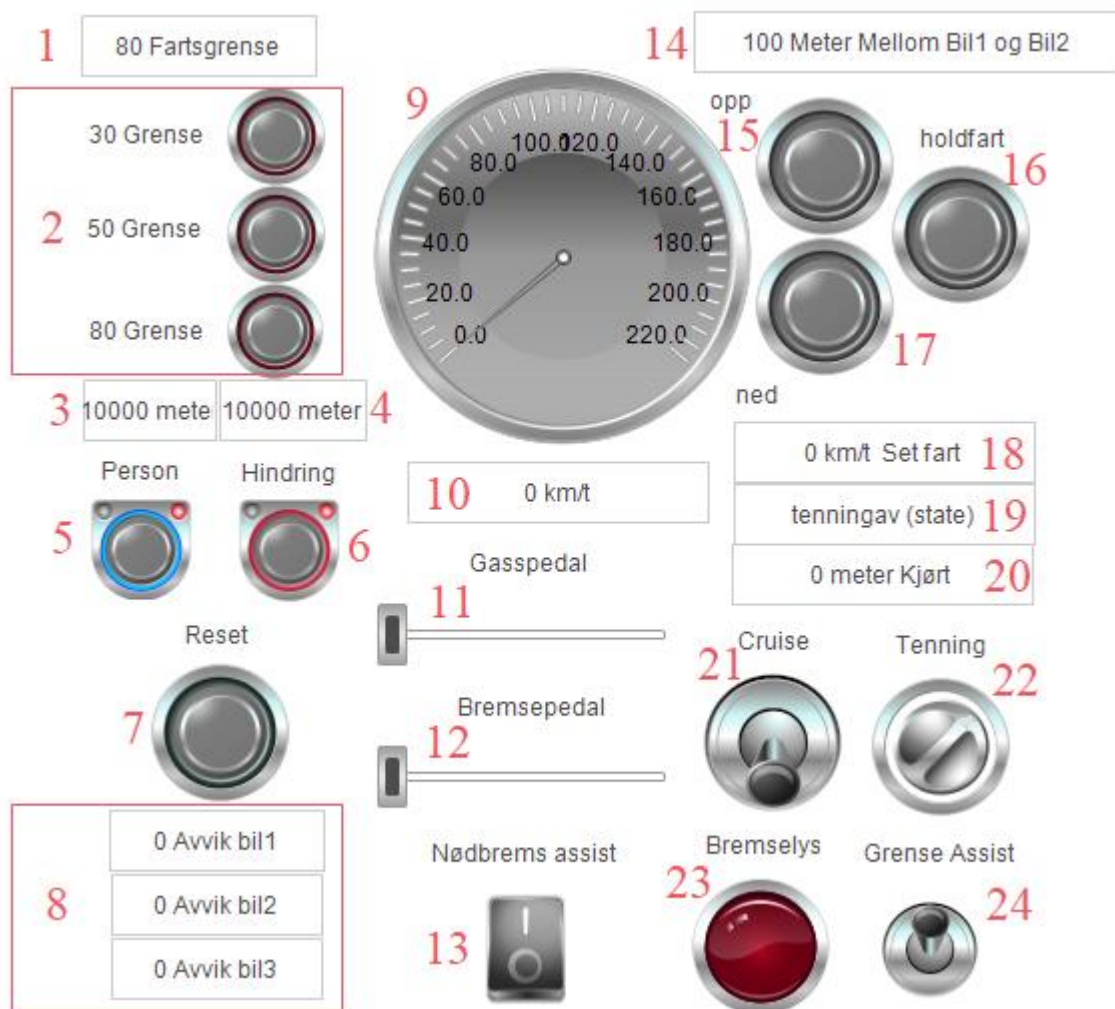 1
80 Fartsgrense
14
100 Meter Mellom Bil1 og Bil2
2
30 Grense
50 Grense
80 Grense
9
0.0
20.0
40.0
60.0
80.0
100.0
120.0
140.0
160.0
180.0
200.0
220.0
opp
15
holdfart
16
17
ned
3
10000 mete
10000 meter
4
Person
Hindring
5
6
10
0 km/t
0 km/t Set fart
18
tenningav (state)
19
0 meter Kjørt
20
Gasspedal
11
Reset
7
Bremsepedal
12
Cruise
21
Tenning
22
8
0 Avvik bil1
0 Avvik bil2
0 Avvik bil3
Nødbrems assist
13
Bremselys
23
Grense Assist
24